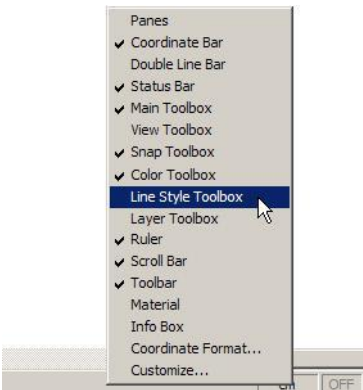 Panes
Coordinate Bar
Double Line Bar
Status Bar
Main Toolbox
View Toolbox
Snap Toolbox
Color Toolbox
Line Style Toolbox
Layer Toolbox
Ruler
Scroll Bar
Toolbar
Material
Info Box
Coordinate Format...
Customize...
OFF